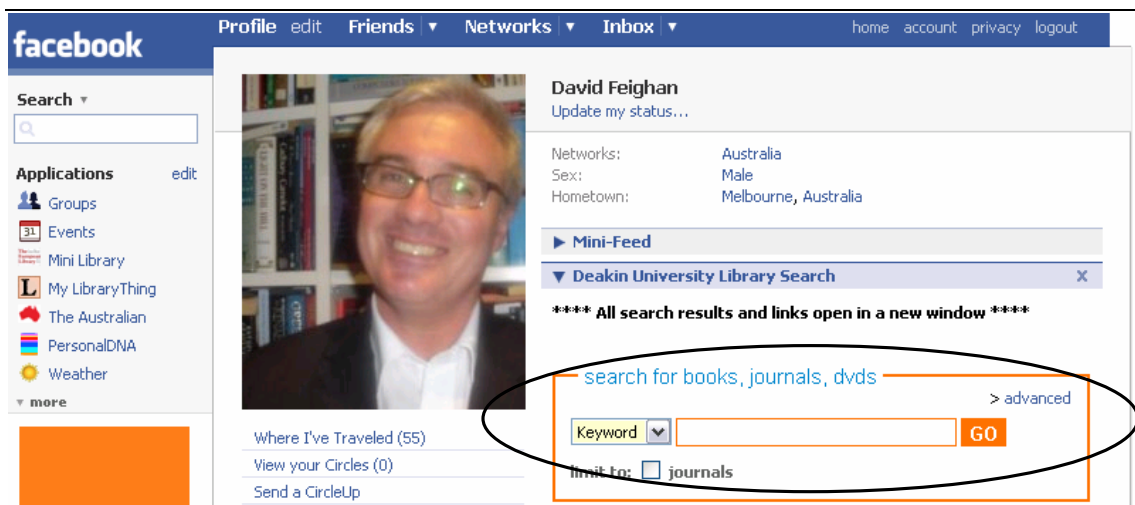 Profile edit Friends ▼ Networks ▼ Inbox ▼ home account privacy logout
facebook
Search ▼
Applications edit
Groups
31 Events
Mini Library
L My LibraryThing
The Australian
PersonalDNA
Weather
▼ more
Where I've Traveled (55)
View your Circles (0)
Send a CircleUp
David Feighan
Update my status...
Networks: Australia
Sex: Male
Hometown: Melbourne, Australia
▶ Mini-Feed
▼ Deakin University Library Search x
**** All search results and links open in a new window ****
search for books, journals, dvds
> advanced
Keyword GO
limit to: journals